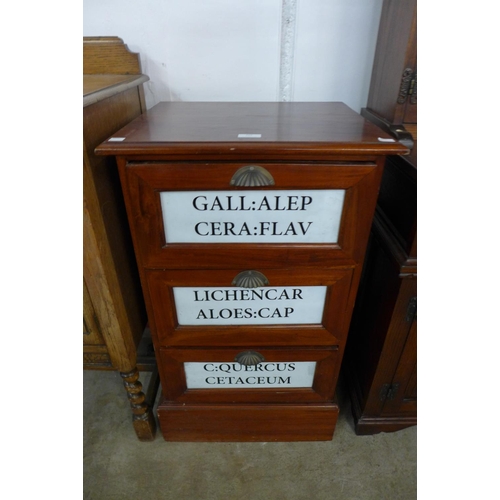 GALL:ALEP
CERA:FLAV
LICHENCAR
ALOES:CAP
C:QUERCUS
CETACEUM